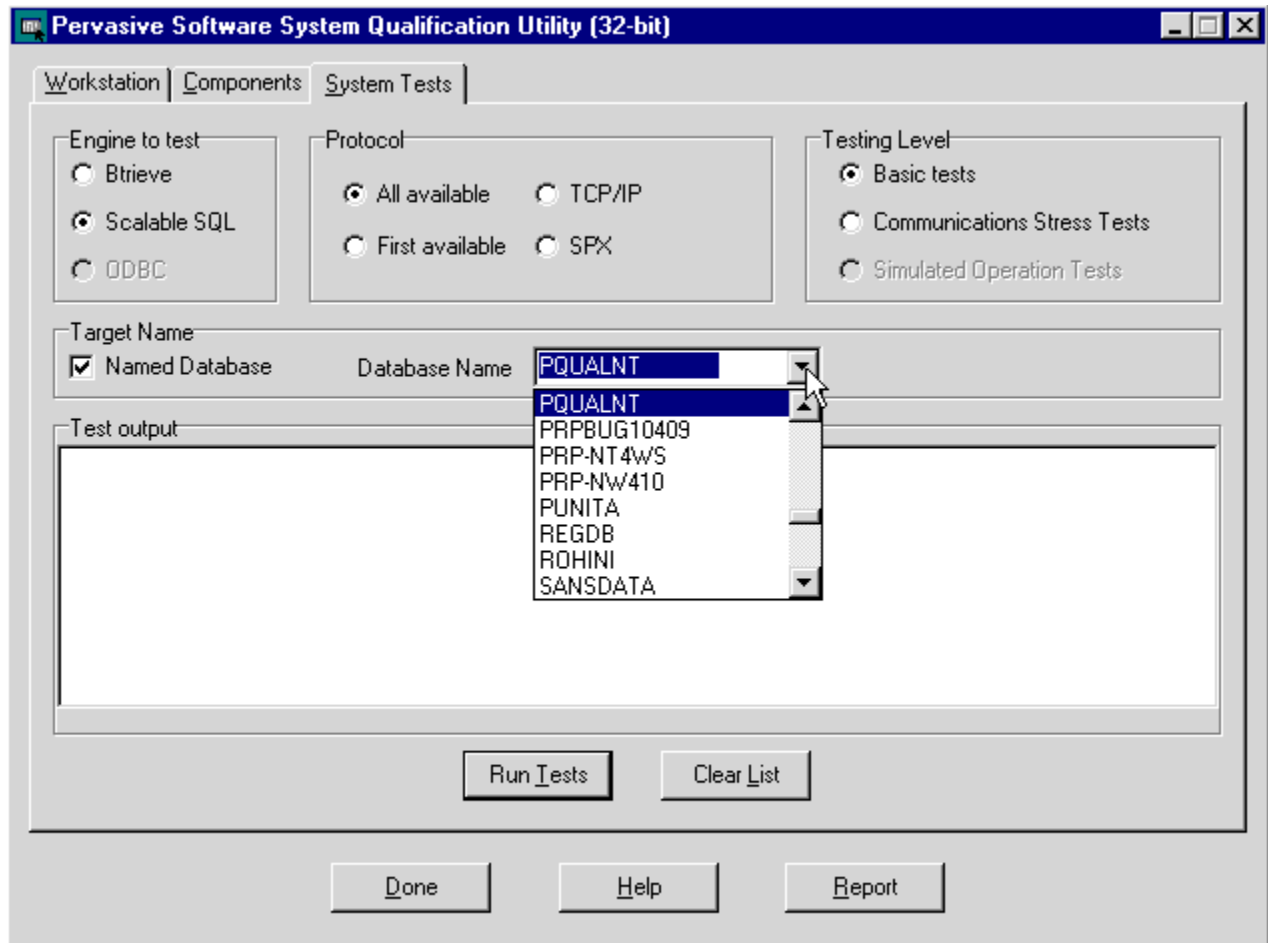 Pervasive Software System Qualification Utility (32-bit)
Workstation Components System Tests
Engine to test
Btrieve
Scalable SQL
ODBC
Protocol
All available TCP/IP
First available SPX
Testing Level
Basic tests
Communications Stress Tests
Simulated Operation Tests
Target Name
Named Database Database Name PQUALNT
PQUALNT
PRPBUG10409
PRP-NT4WS
PRP-NW410
PUNITA
REGDB
ROHINI
SANSDATA
Test output
Run Tests Clear List
Done Help Report